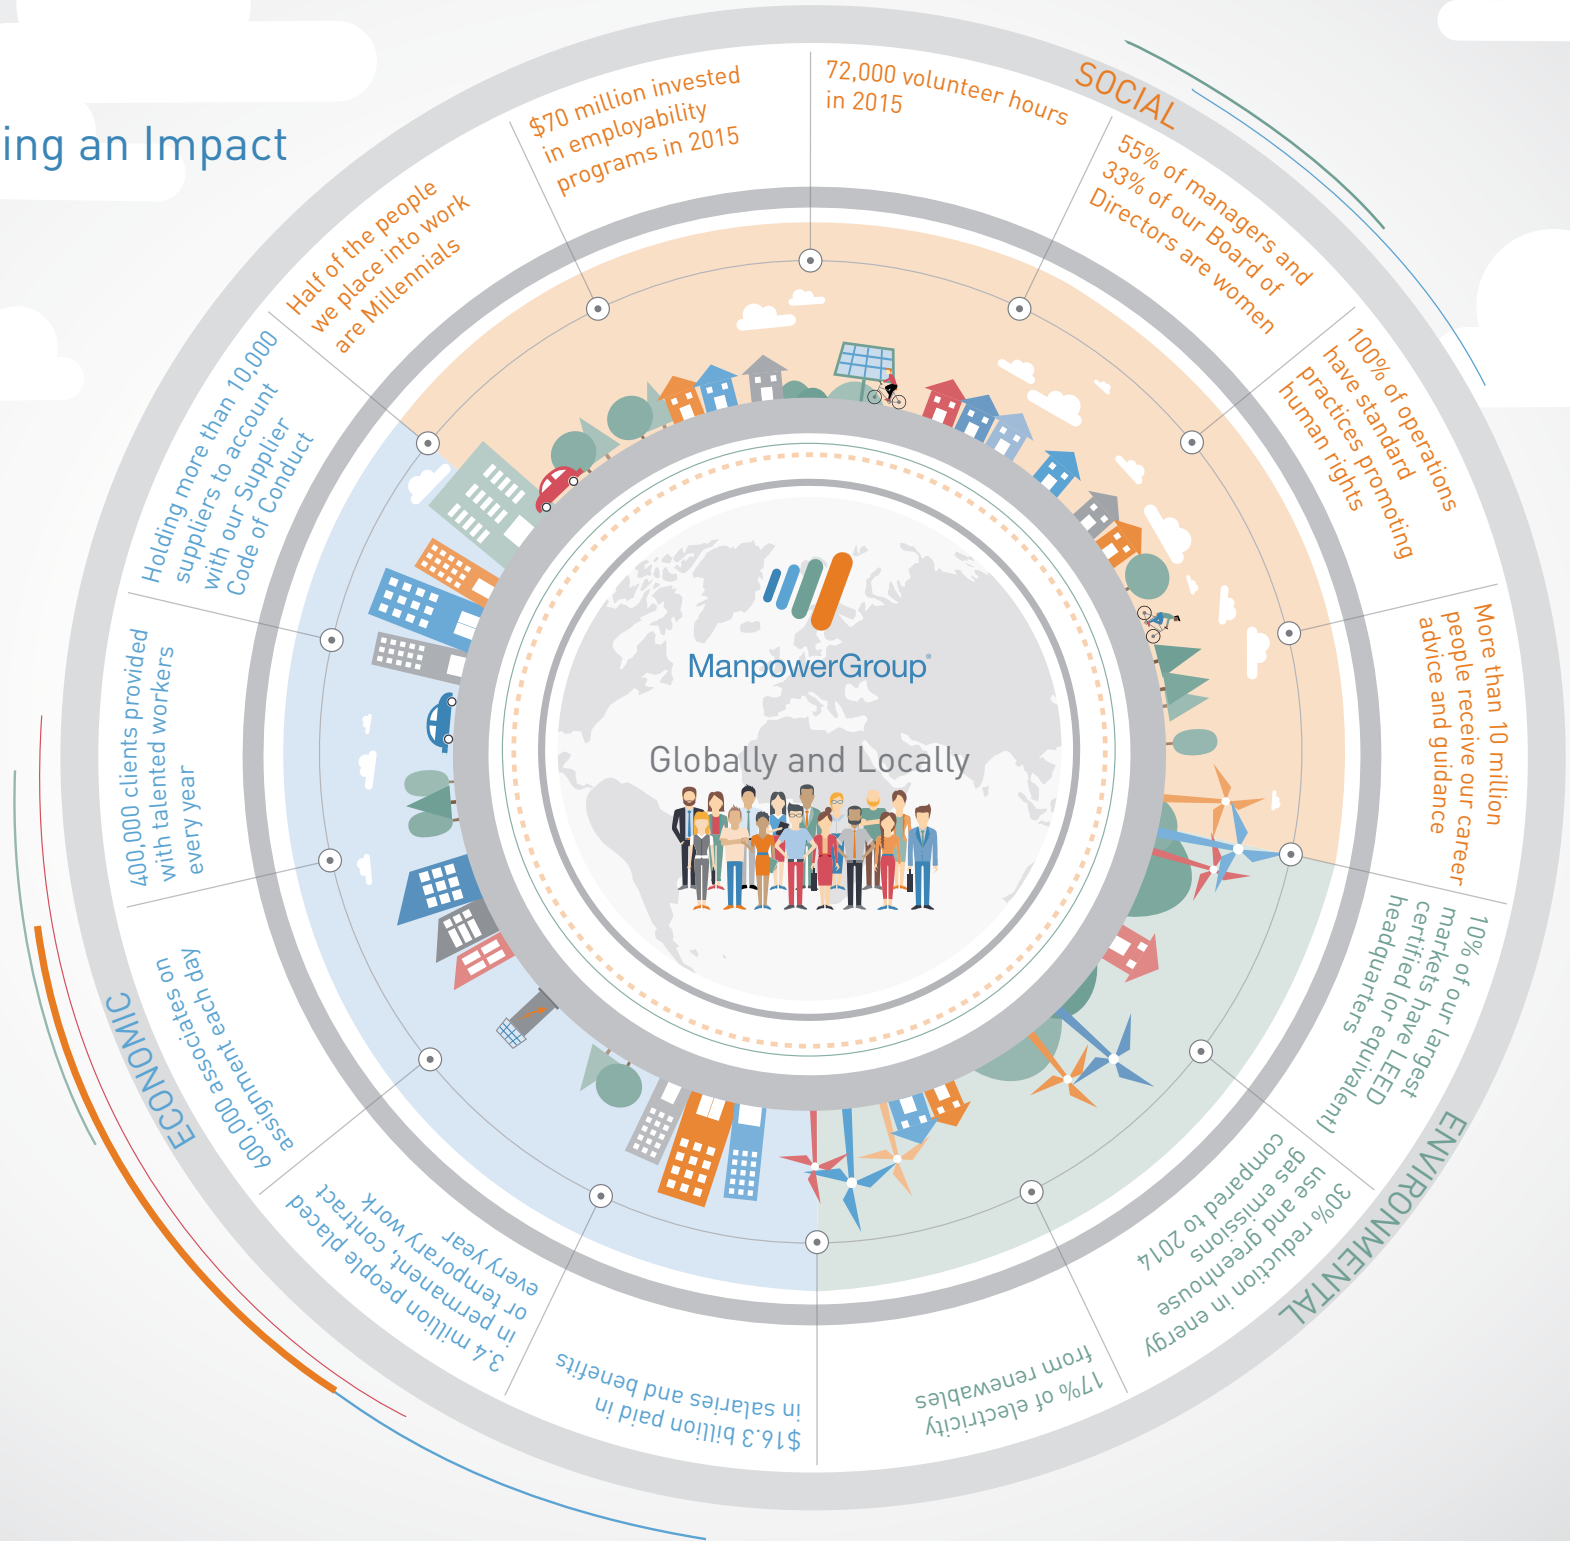 ing an Impact
SOCIAL
72,000 volunteer hours
in 2015
55% of managers and
33% of our Board of
Directors are women
100% of operations
have standard
practices promoting
human rights
More than 10 million
people receive our career
advice and guidance
ENVIRONMENTAL
10% of our largest
markets have LEED
certified (or equivalent)
headquarters
30% reduction in energy
use and greenhouse
gas emissions
compared to 2014
17% of electricity
from renewables
ECONOMIC
$16.3 billion paid in
in salaries and benefits
3.4 million people placed
in permanent, contract
or temporary work
every year
600,000 associates on
assignment each day
400,000 clients provided
with talented workers
every year
Holding more than 10,000
suppliers to account
with our Supplier
Code of Conduct
Half of the people
we place into work
are Millennials
$70 million invested
in employability
programs in 2015
ManpowerGroup®
Globally and Locally